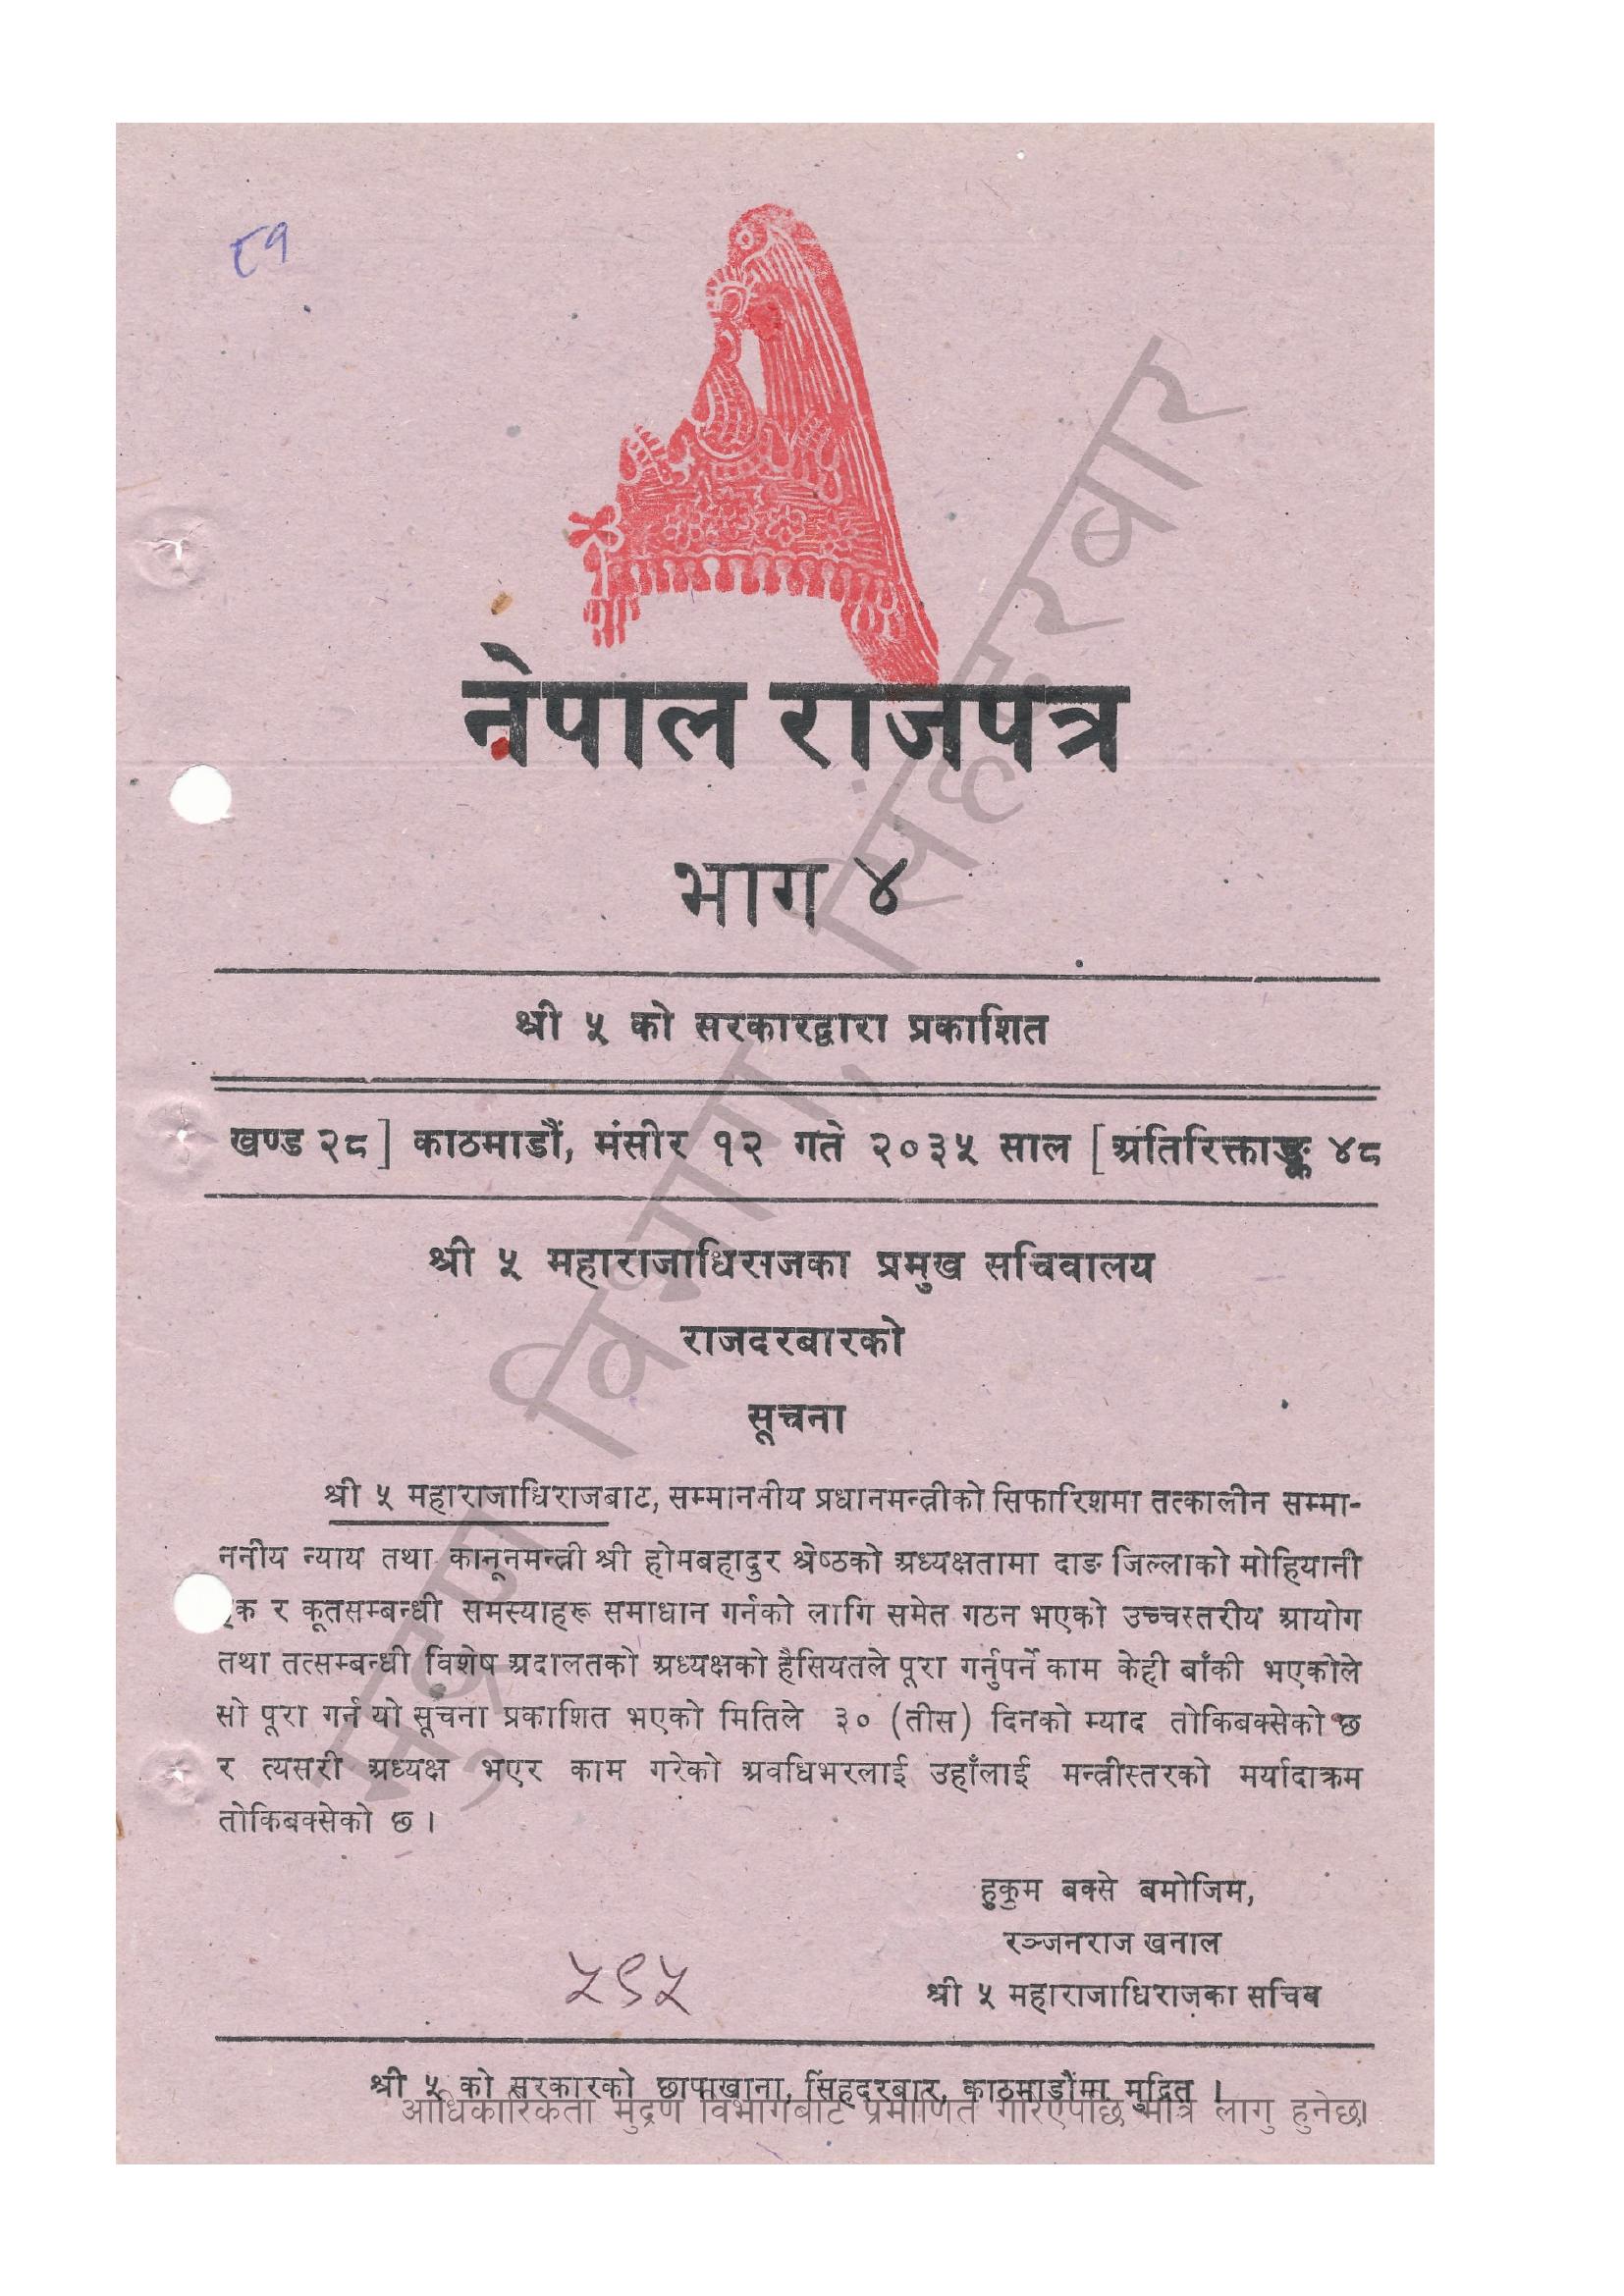 ८१
नेपाल राजपत्र
भाग ४
श्री ५ को सरकारद्वारा प्रकाशित
खण्ड २८] काठमाडौं, मंसीर १२ गते २०३५ साल [अतिरिक्ताङ्क ४८
श्री ५ महाराजाधिराजका प्रमुख सचिवालय
राजदरबारको
सूचना
श्री ५ महाराजाधिराजबाट, सम्माननीय प्रधानमन्त्रीको सिफारिशमा तत्कालीन सम्मा-
ननीय न्याय तथा कानूनमन्त्री श्री होमबहादुर श्रेष्ठको अध्यक्षतामा दाङ जिल्लाको मोहियानी
र कूतसम्बन्धी समस्याहरू समाधान गर्नको लागि समेत गठन भएको उच्चस्तरीय आयोग
तथा तत्सम्बन्धी विशेष अदालतको अध्यक्षको हैसियतले पूरा गर्नुपर्ने काम केही बाँकी भएकोले
सो पूरा गर्न यो सूचना प्रकाशित भएको मितिले ३० (तीस) दिनको म्याद तोकिबक्सेको छ
र त्यसरी अध्यक्ष भएर काम गरेको अवधिभरलाई उहाँलाई मन्त्रीस्तरको मर्यादाक्रम
तोकिबक्सेको छ ।
हुकुम बक्से बमोजिम,
रञ्जनराज खनाल
श्री ५ महाराजाधिराजका सचिव
५९५
श्री ५ को सरकारको छापाखाना, सिंहदरबार, काठमाडौंमा मुद्रित ।
आधिकारिकता मुद्रण विभागबाट प्रमाणित गरिएपछि मात्र लागु हुनेछ।
मुद्रण विभाग, सिंहदरबार